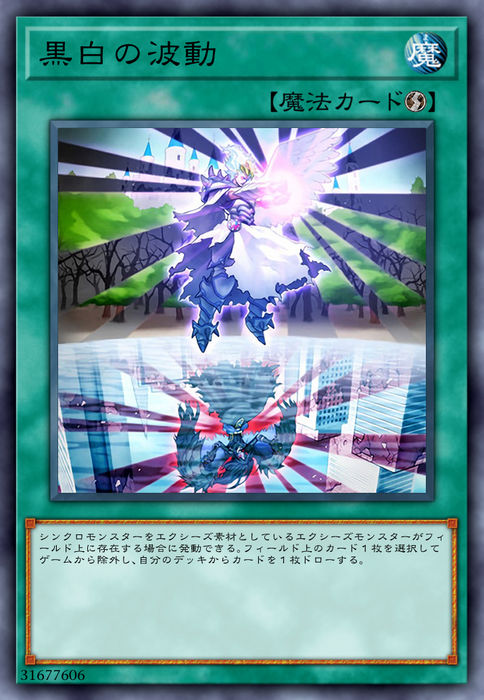 黒白の波動
魔
【魔法カード】
シンクロモンスターをエクシーズ素材としているエクシーズモンスターがフィ
ールド上に存在する場合に発動できる。フィールド上のカード１枚を選択して
ゲームから除外し、自分のデッキからカードを１枚ドローする。
31677606